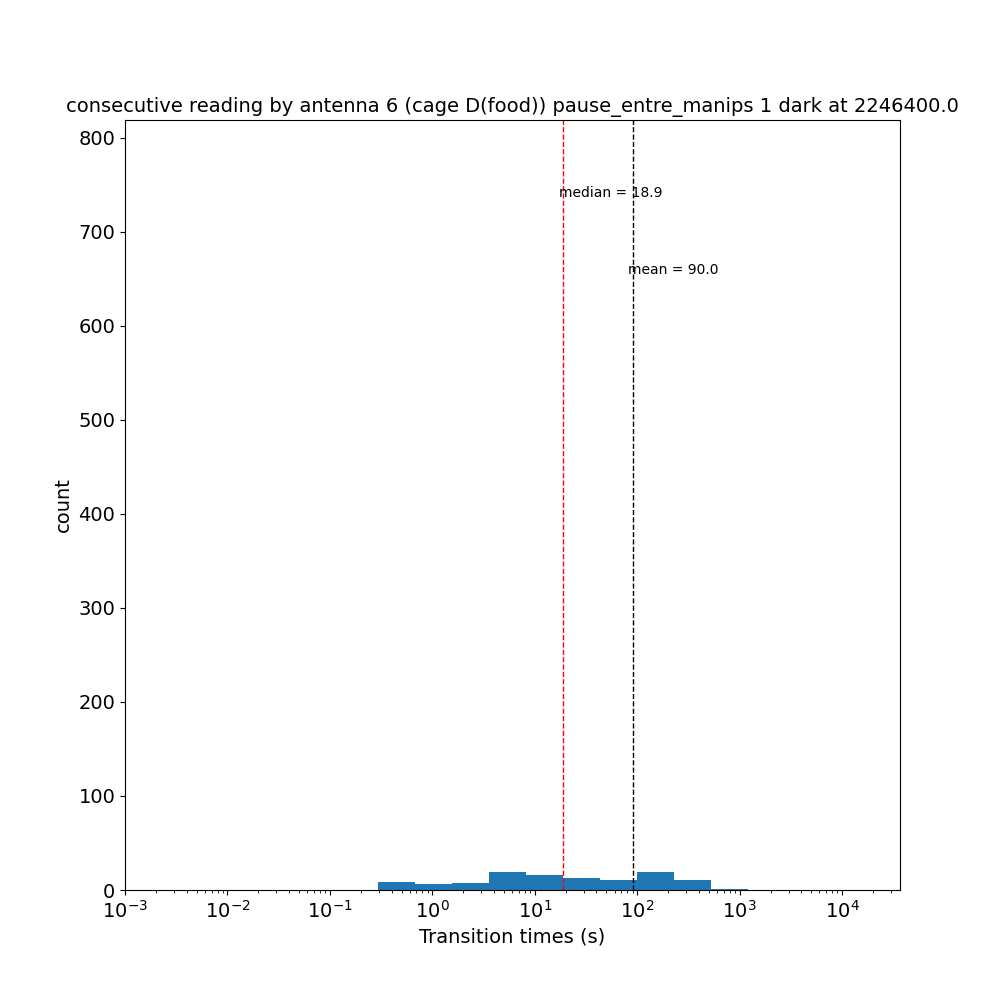 consecutive reading by antenna 6 (cage D(food)) pause_entre_manips 1 dark at 2246400.0
800
median = 18.9
700
mean = 90.0
600
500
count
400
300
200
100
0
10⁻³ 10⁻² 10⁻¹ 10⁰ 10¹ 10² 10³ 10⁴
Transition times (s)